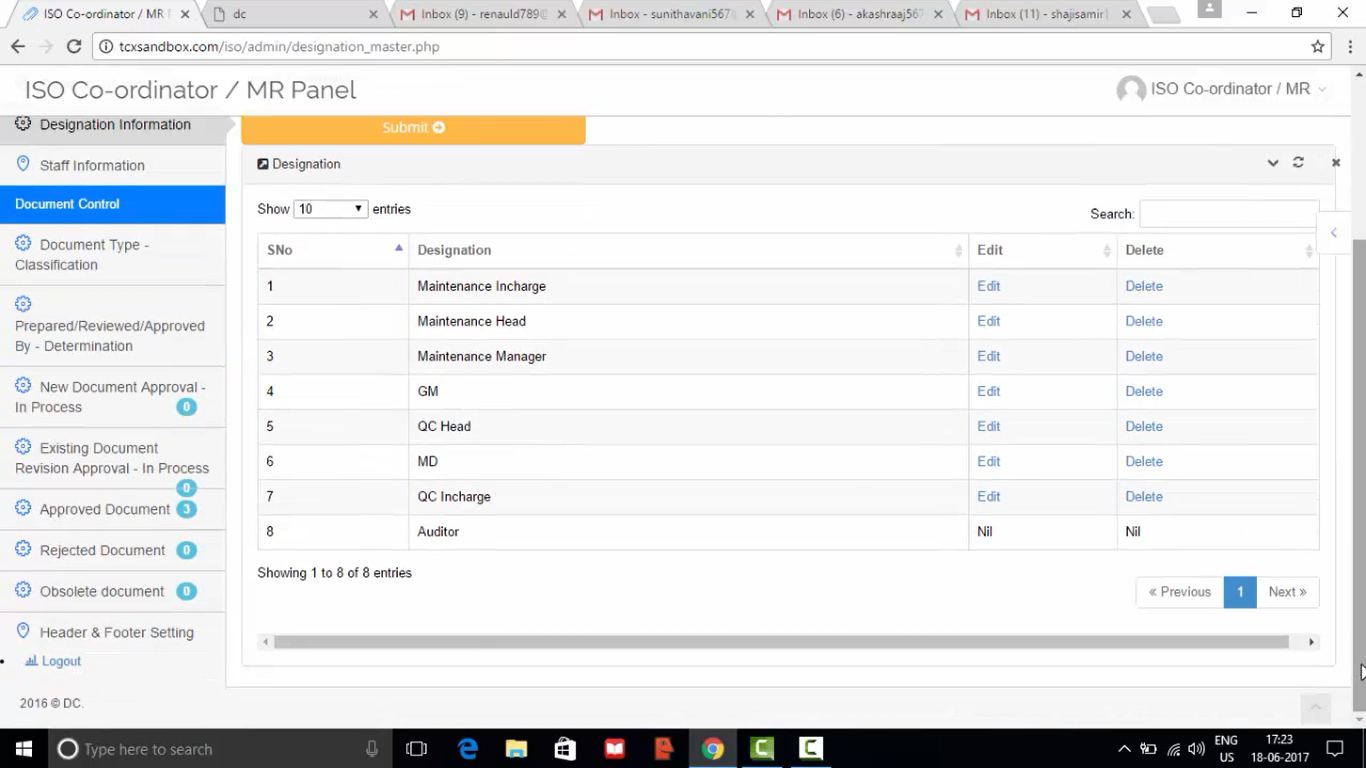 ISO Co-ordinator / MR P
dc
Inbox (9) - renauld789@
Inbox - sunithavani567@
Inbox (6) - akashraaj567
Inbox (11) - shajisamir1
tcxsandbox.com/iso/admin/designation_master.php
ISO Co-ordinator / MR Panel
ISO Co-ordinator / MR
Designation Information
Staff Information
Document Control
Document Type -
Classification
Prepared/Reviewed/Approved
By - Determination
New Document Approval -
In Process 0
Existing Document
Revision Approval - In Process
0
Approved Document 3
Rejected Document 0
Obsolete document 0
Header & Footer Setting
Logout
2016 © DC.
Submit
Designation
Show 10 entries
Search:
SNo Designation Edit Delete
1 Maintenance Incharge Edit Delete
2 Maintenance Head Edit Delete
3 Maintenance Manager Edit Delete
4 GM Edit Delete
5 QC Head Edit Delete
6 MD Edit Delete
7 QC Incharge Edit Delete
8 Auditor Nil Nil
Showing 1 to 8 of 8 entries
« Previous 1 Next »
Type here to search
ENG
US
17:23
18-06-2017